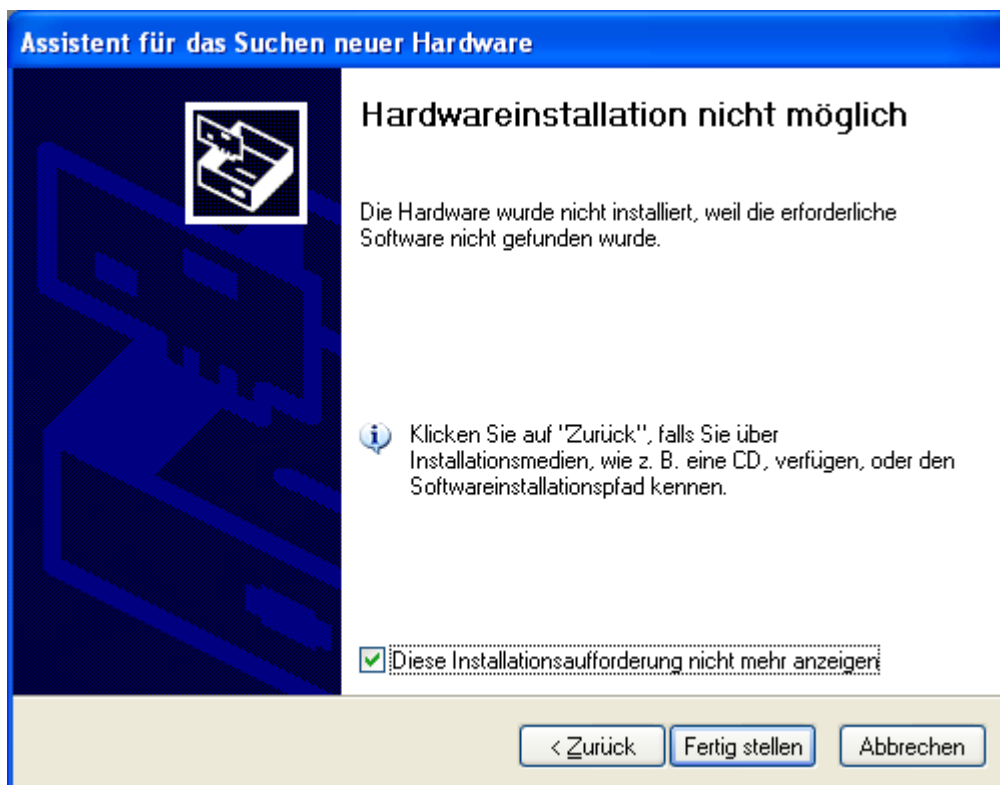 Assistent für das Suchen neuer Hardware
Hardwareinstallation nicht möglich
Die Hardware wurde nicht installiert, weil die erforderliche
Software nicht gefunden wurde.
Klicken Sie auf "Zurück", falls Sie über
Installationsmedien, wie z. B. eine CD, verfügen, oder den
Softwareinstallationspfad kennen.
Diese Installationsaufforderung nicht mehr anzeigen
< Zurück
Fertig stellen
Abbrechen